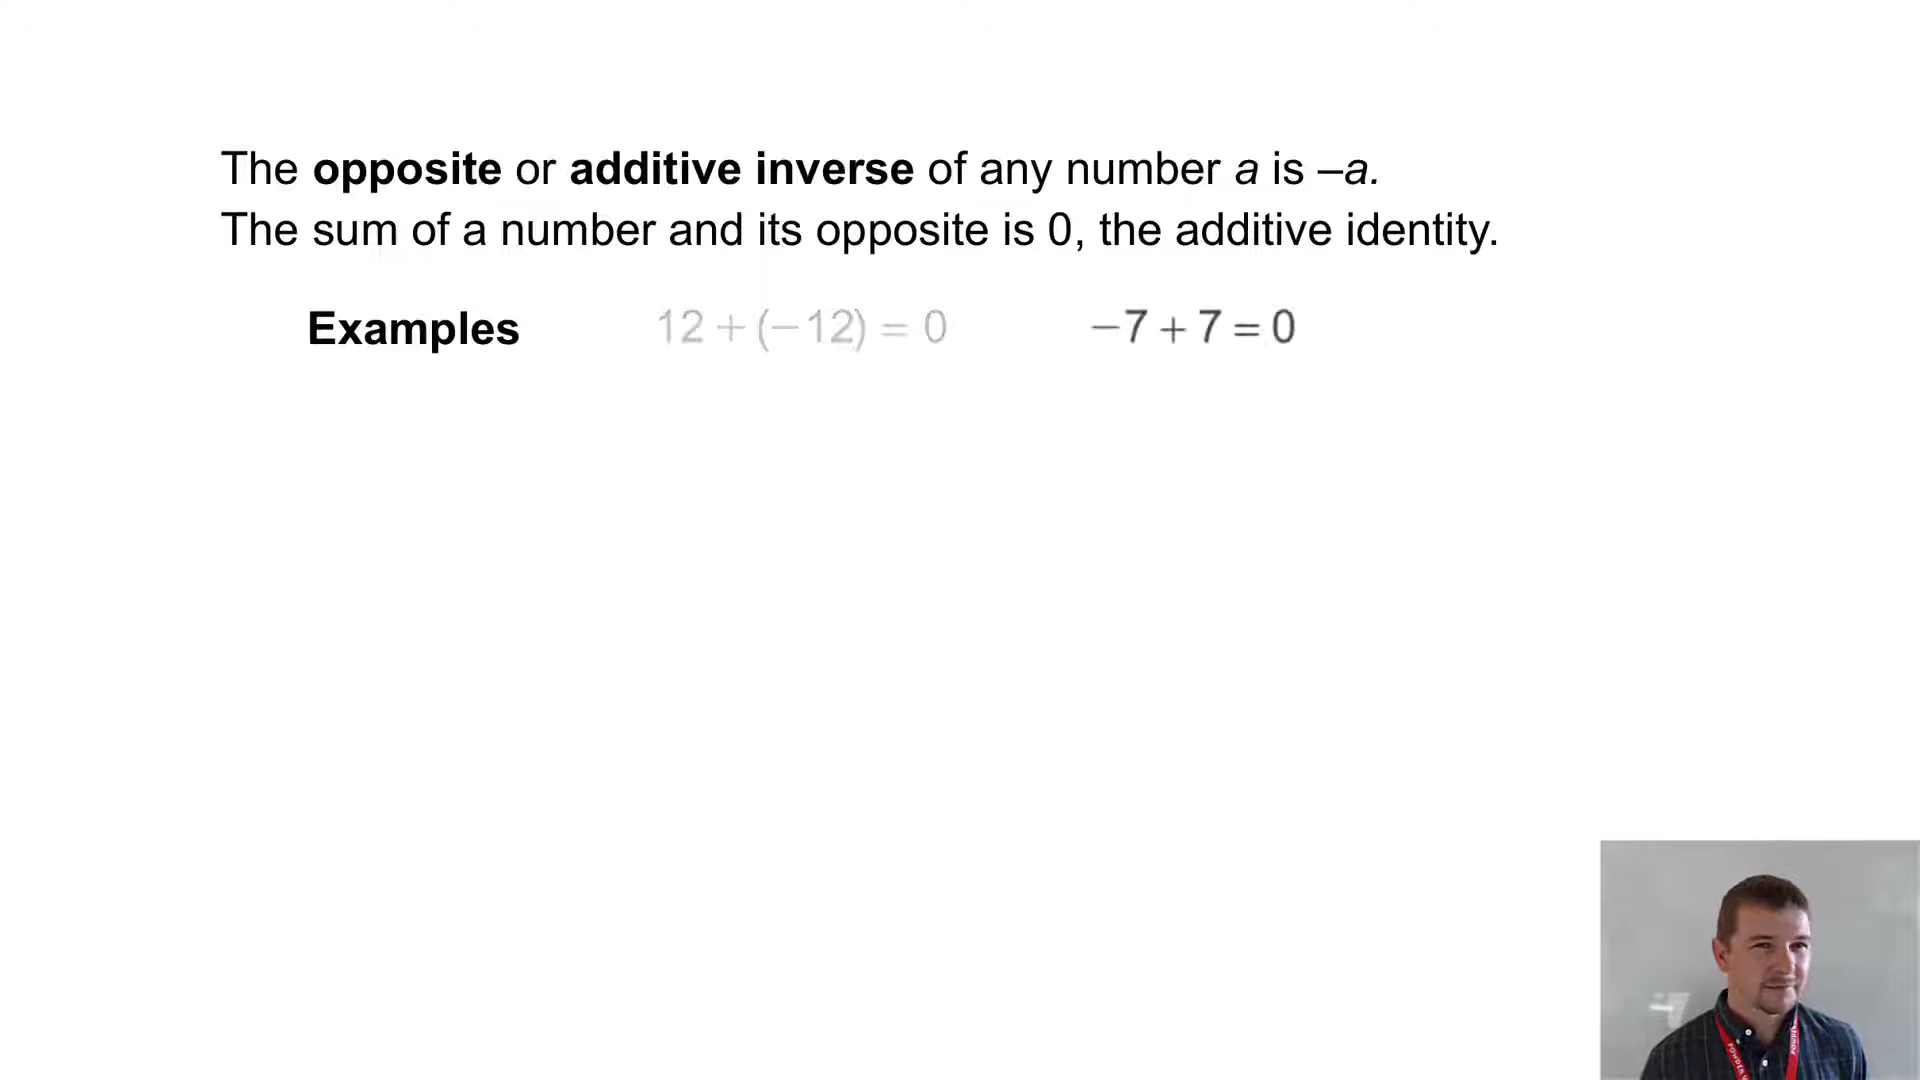 The opposite or additive inverse of any number a is –a.
The sum of a number and its opposite is 0, the additive identity.
Examples 12 + (−12) = 0 −7 + 7 = 0